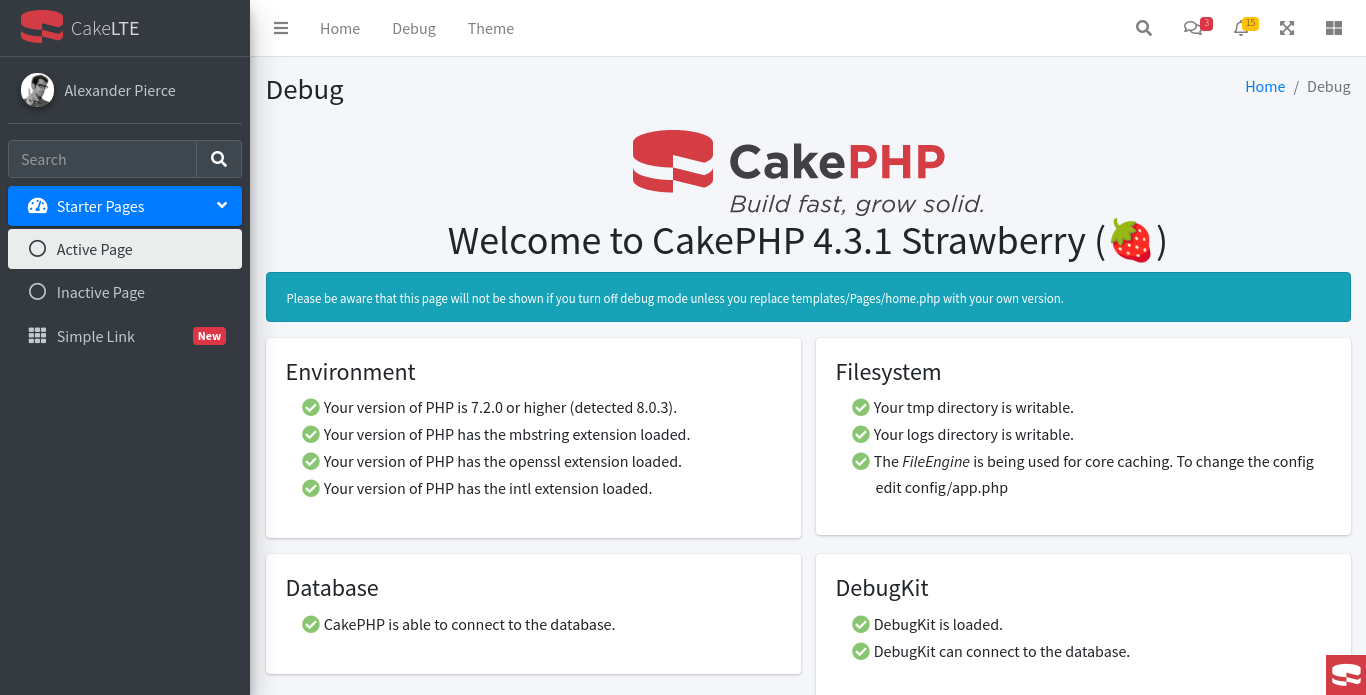 CakeLTE
Home
Debug
Theme
3
15
Alexander Pierce
Search
Starter Pages
Active Page
Inactive Page
Simple Link
New
Debug
Home / Debug
CakePHP
Build fast, grow solid.
Welcome to CakePHP 4.3.1 Strawberry (🍓)
Please be aware that this page will not be shown if you turn off debug mode unless you replace templates/Pages/home.php with your own version.
Environment
Your version of PHP is 7.2.0 or higher (detected 8.0.3).
Your version of PHP has the mbstring extension loaded.
Your version of PHP has the openssl extension loaded.
Your version of PHP has the intl extension loaded.
Filesystem
Your tmp directory is writable.
Your logs directory is writable.
The FileEngine is being used for core caching. To change the config
edit config/app.php
Database
CakePHP is able to connect to the database.
DebugKit
DebugKit is loaded.
DebugKit can connect to the database.